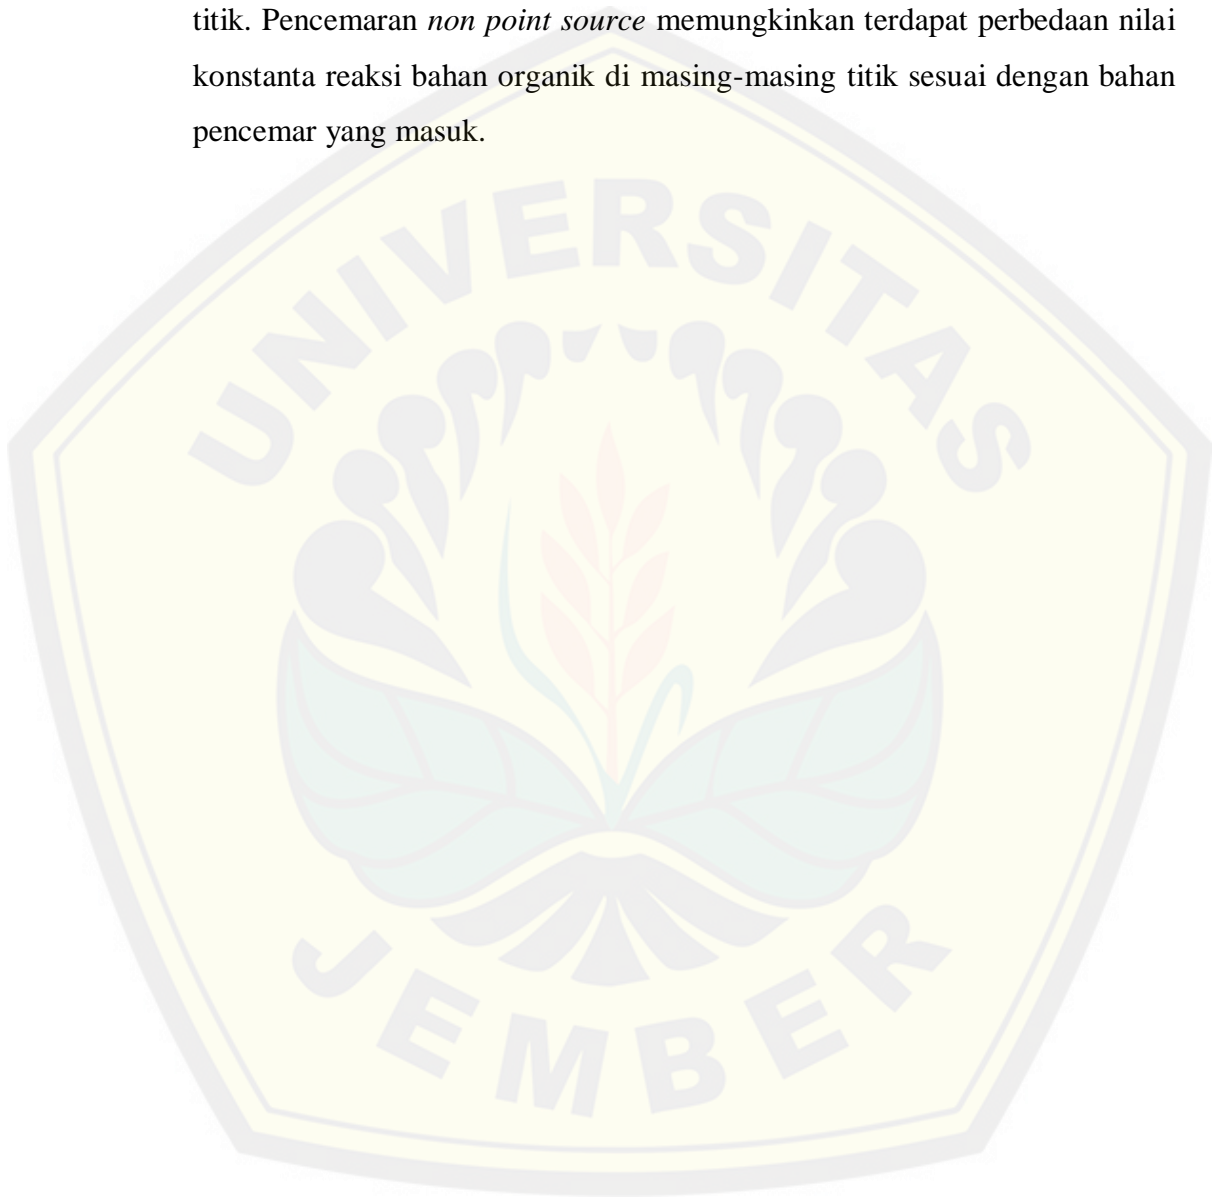 titik. Pencemaran non point source memungkinkan terdapat perbedaan nilai
konstanta reaksi bahan organik di masing-masing titik sesuai dengan bahan
pencemar yang masuk.
UNIVERSITAS
JEMBER